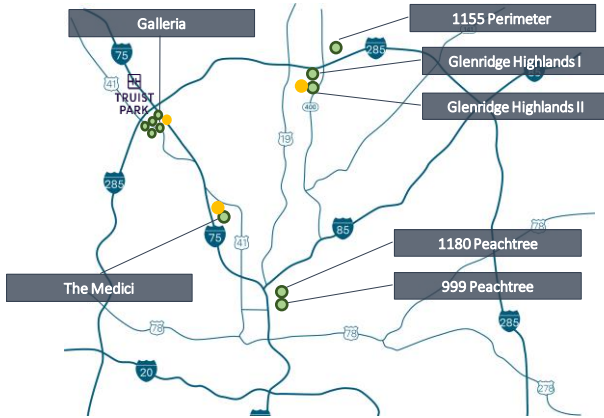 Galleria
1155 Perimeter
75
285
Glenridge Highlands I
41
TRUIST
PARK
Glenridge Highlands II
400
19
285
78
85
75
41
1180 Peachtree
The Medici
999 Peachtree
78
78
285
20
278